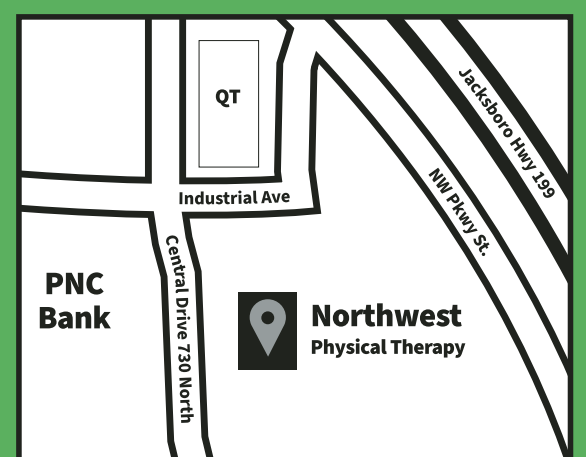 QT
Jacksboro Hwy 199
NW Pkwy St.
Industrial Ave
Central Drive 730 North
PNC
Bank
Northwest
Physical Therapy